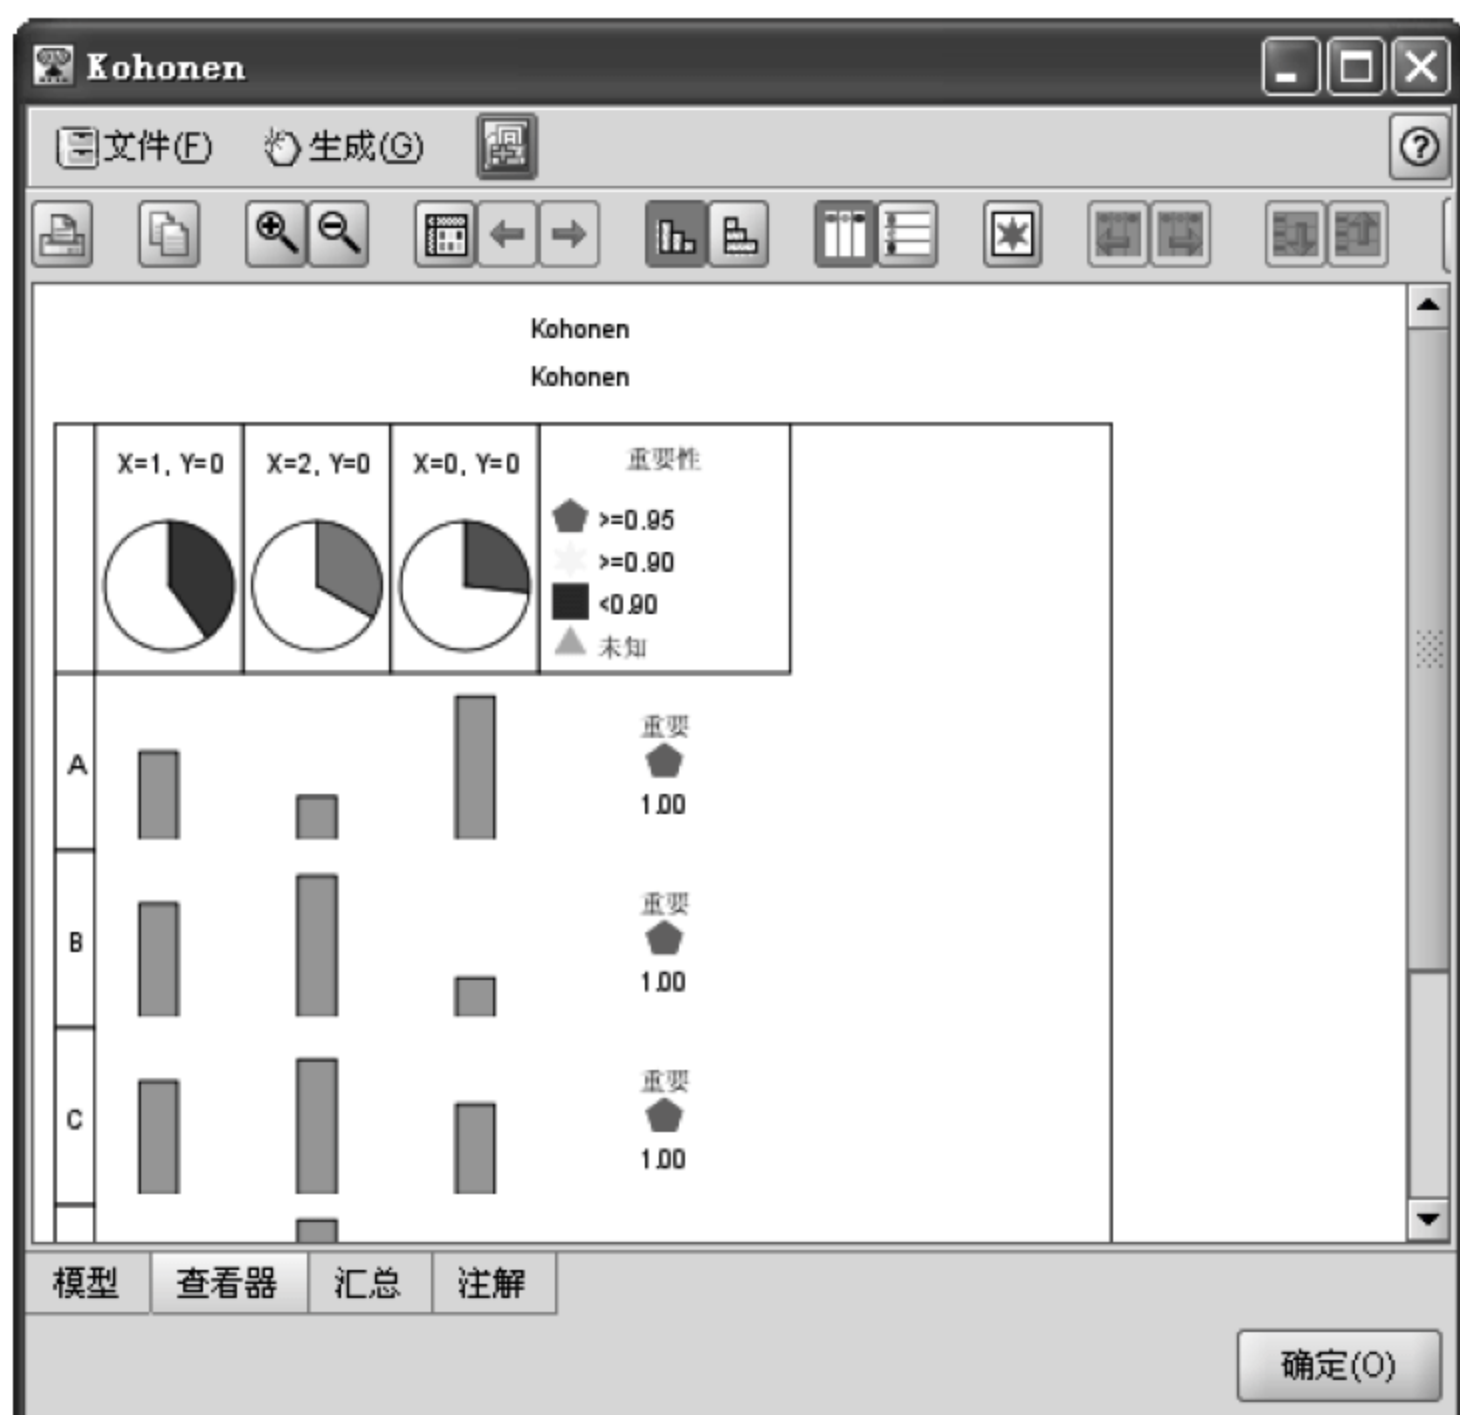 Kohonen
文件(F) 生成(G)
Kohonen
Kohonen
X=1, Y=0 X=2, Y=0 X=0, Y=0 重要性
>=0.95
>=0.90
<0.90
未知
A 重要
1.00
B 重要
1.00
C 重要
1.00
模型 查看器 汇总 注解
确定(O)